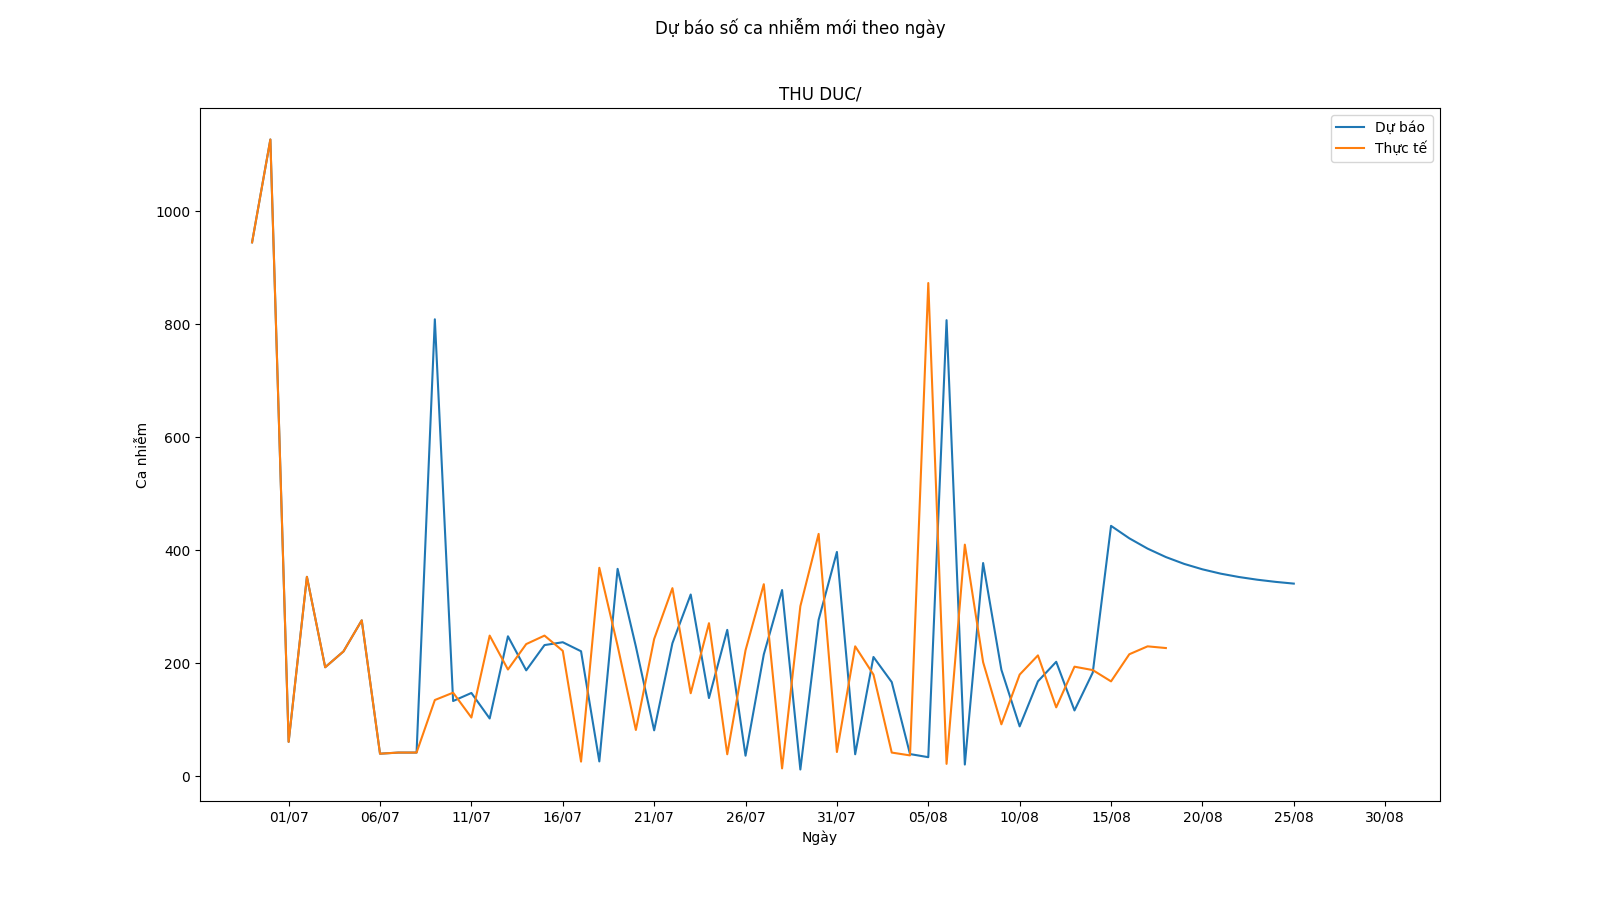 Dự báo số ca nhiễm mới theo ngày
THU DUC/
Dự báo
Thực tế
1000
800
600
400
200
0
Ca nhiễm
01/07 06/07 11/07 16/07 21/07 26/07 31/07 05/08 10/08 15/08 20/08 25/08 30/08
Ngày